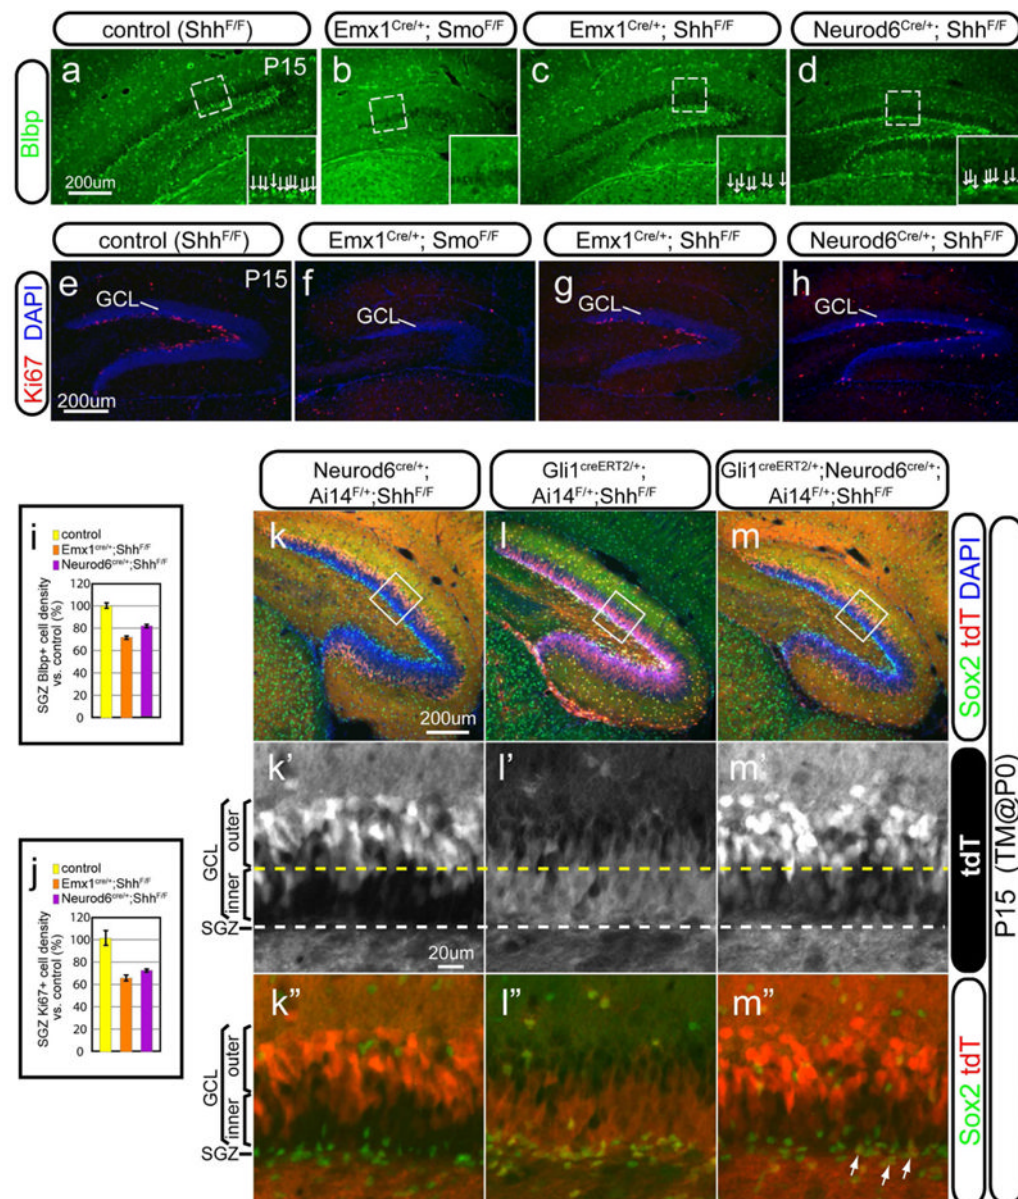 control (Shh^F/F)
Emx1^Cre/+; Smo^F/F
Emx1^Cre/+; Shh^F/F
Neurod6^Cre/+; Shh^F/F
Blbp
a
P15
b
c
d
200um
control (Shh^F/F)
Emx1^Cre/+; Smo^F/F
Emx1^Cre/+; Shh^F/F
Neurod6^Cre/+; Shh^F/F
Ki67 DAPI
e
P15
GCL
200um
f
GCL
g
GCL
h
GCL
i
control
Emx1^cre/+;Shh^F/F
Neurod6^cre/+;Shh^F/F
SGZ Blbp+ cell density
vs. control (%)
120
100
80
60
40
20
0
j
control
Emx1^cre/+;Shh^F/F
Neurod6^cre/+;Shh^F/F
SGZ Ki67+ cell density
vs. control (%)
120
100
80
60
40
20
0
Neurod6^cre/+;
Ai14^F/+;Shh^F/F
Gli1^creERT2/+;
Ai14^F/+;Shh^F/F
Gli1^creERT2/+;Neurod6^cre/+;
Ai14^F/+;Shh^F/F
k
l
m
200um
Sox2 tdT DAPI
k'
l'
m'
GCL
outer
inner
SGZ
20um
tdT
k"
l"
m"
GCL
outer
inner
SGZ
Sox2 tdT
P15 (TM@P0)